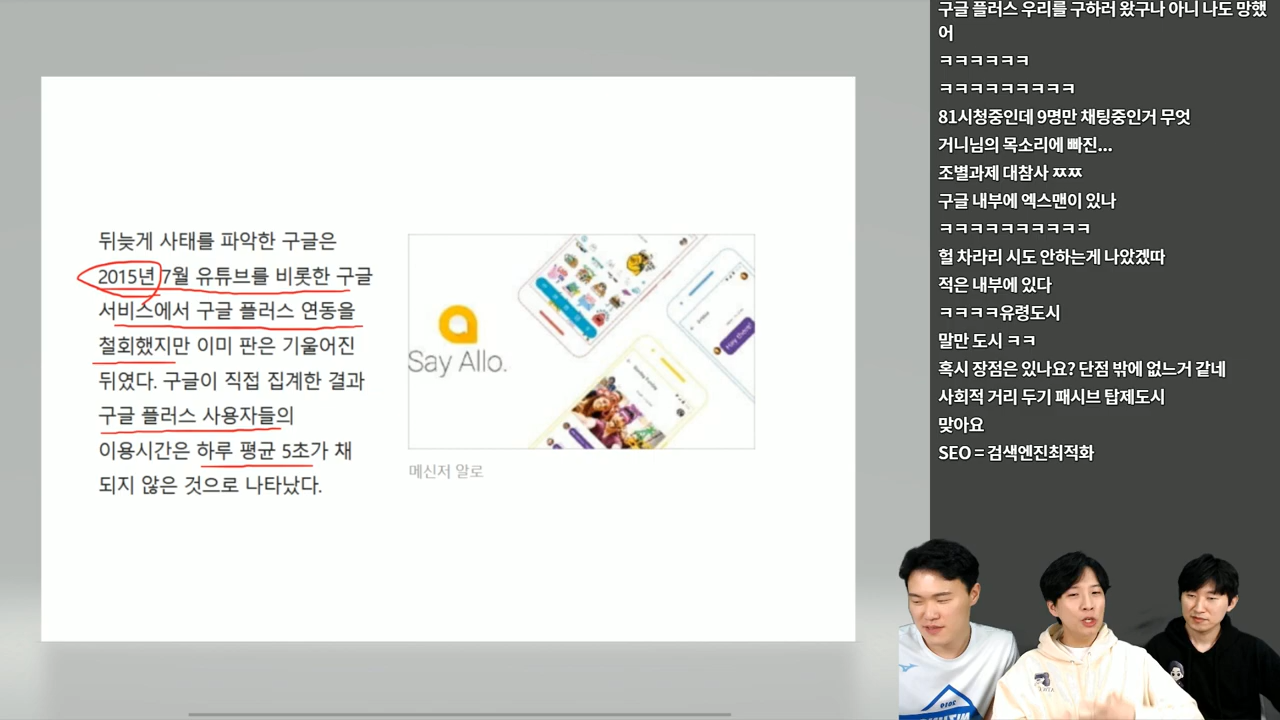 뒤늦게 사태를 파악한 구글은
2015년 7월 유튜브를 비롯한 구글
서비스에서 구글 플러스 연동을
철회했지만 이미 판은 기울어진
뒤였다. 구글이 직접 집계한 결과
구글 플러스 사용자들의
이용시간은 하루 평균 5초가 채
되지 않은 것으로 나타났다.
Say Allo.
메신저 알로
구글 플러스 우리를 구하러 왔구나 아니 나도 망했
어
ㅋㅋㅋㅋㅋㅋ
ㅋㅋㅋㅋㅋㅋㅋㅋㅋ
81시청중인데 9명만 채팅중인거 무엇
거니님의 목소리에 빠진...
조별과제 대참사 ㅉㅉ
구글 내부에 엑스맨이 있나
ㅋㅋㅋㅋㅋㅋㅋㅋㅋㅋ
헐 차라리 시도 안하는게 나았겠따
적은 내부에 있다
ㅋㅋㅋㅋ유령도시
말만 도시 ㅋㅋ
혹시 장점은 있나요? 단점 밖에 없느거 같네
사회적 거리 두기 패시브 탑제도시
맞아요
SEO = 검색엔진최적화